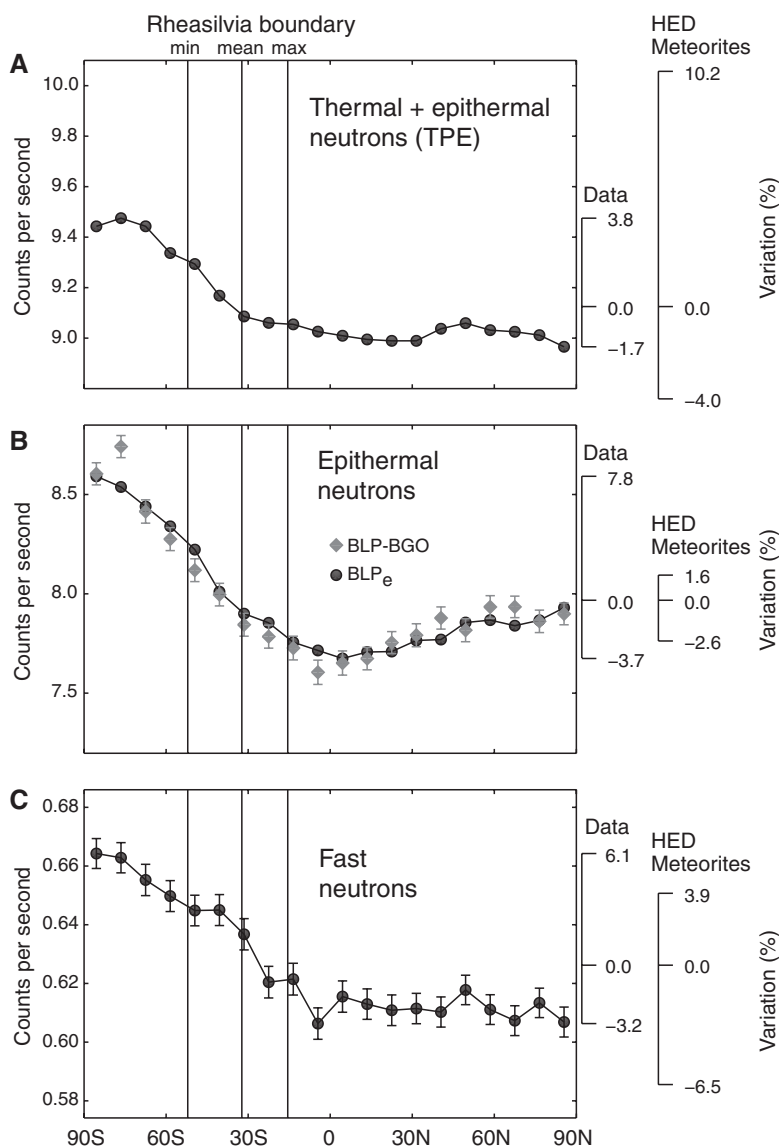 Rheasilvia boundary
min mean max
HED
Meteorites
A
10.0
9.8
9.6
9.4
9.2
9.0
Counts per second
Thermal + epithermal
neutrons (TPE)
Data
3.8
0.0
−1.7
10.2
0.0
−4.0
Variation (%)
B
8.5
8.0
7.5
Counts per second
Epithermal
neutrons
BLP-BGO
BLPe
Data
7.8
0.0
−3.7
HED
Meteorites
1.6
0.0
−2.6
Variation (%)
C
0.68
0.66
0.64
0.62
0.60
0.58
Counts per second
Fast
neutrons
Data
6.1
0.0
−3.2
HED
Meteorites
3.9
0.0
−6.5
Variation (%)
90S 60S 30S 0 30N 60N 90N